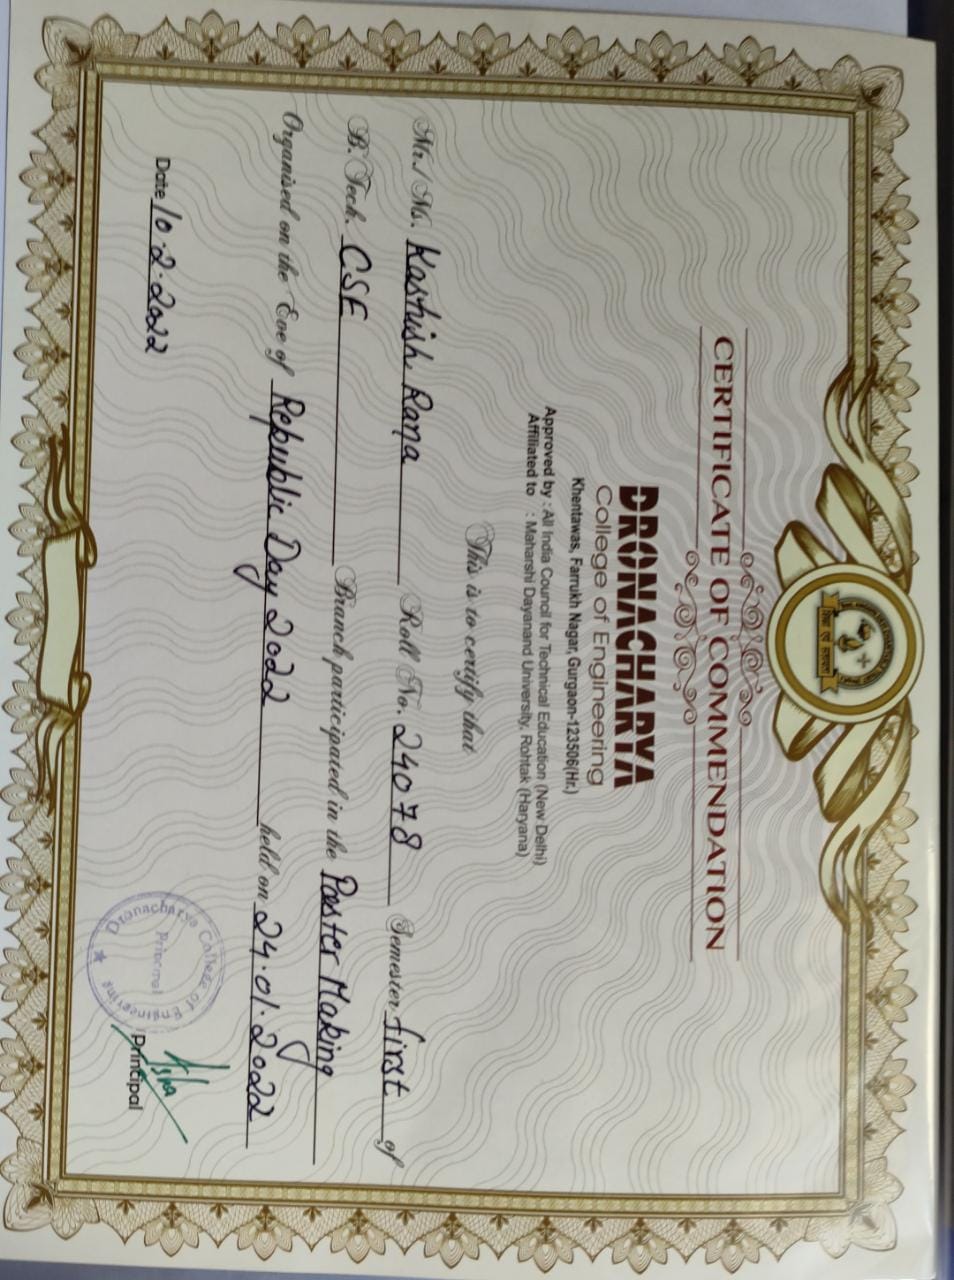 CERTIFICATE OF COMMENDATION
DRONACHARYA
College of Engineering
Khentawas, Farrukh Nagar, Gurgaon-123506(Hr.)
Approved by : All India Council for Technical Education (New Delhi)
Affiliated to : Maharshi Dayanand University, Rohtak (Haryana)
This is to certify that
Mr./ Ms. Kashish Rana Roll No. 24078 Semester first of
B. Tech. CSE Branch participated in the Poster Making
Organised on the Eve of Republic Day 2022 held on 24.01.2022
Date 10.2.2022
Dronacharya College of Engineering
Principal
Principal